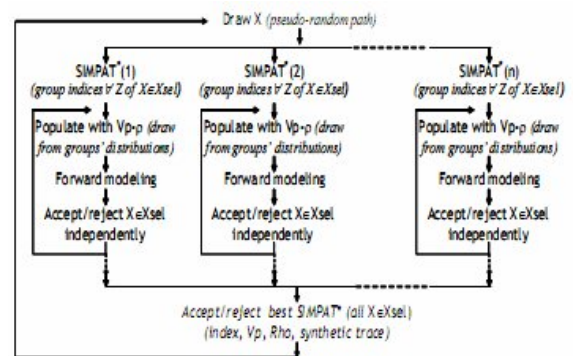 Draw X (pseudo-random path)
SIMPAT*(1)
(group indices ∀ Z of X∈Xsel)
Populate with Vp-ρ (draw
from groups' distributions)
Forward modeling
Accept/reject X∈Xsel
independently
SIMPAT*(2)
(group indices ∀ Z of X∈Xsel)
Populate with Vp-ρ (draw
from groups' distributions)
Forward modeling
Accept/reject X∈Xsel
independently
SIMPAT*(n)
(group indices ∀ Z of X∈Xsel)
Populate with Vp-ρ (draw
from groups' distributions)
Forward modeling
Accept/reject X∈Xsel
independently
Accept/reject best SIMPAT* (all X∈Xsel)
(index, Vp, Rho, synthetic trace)